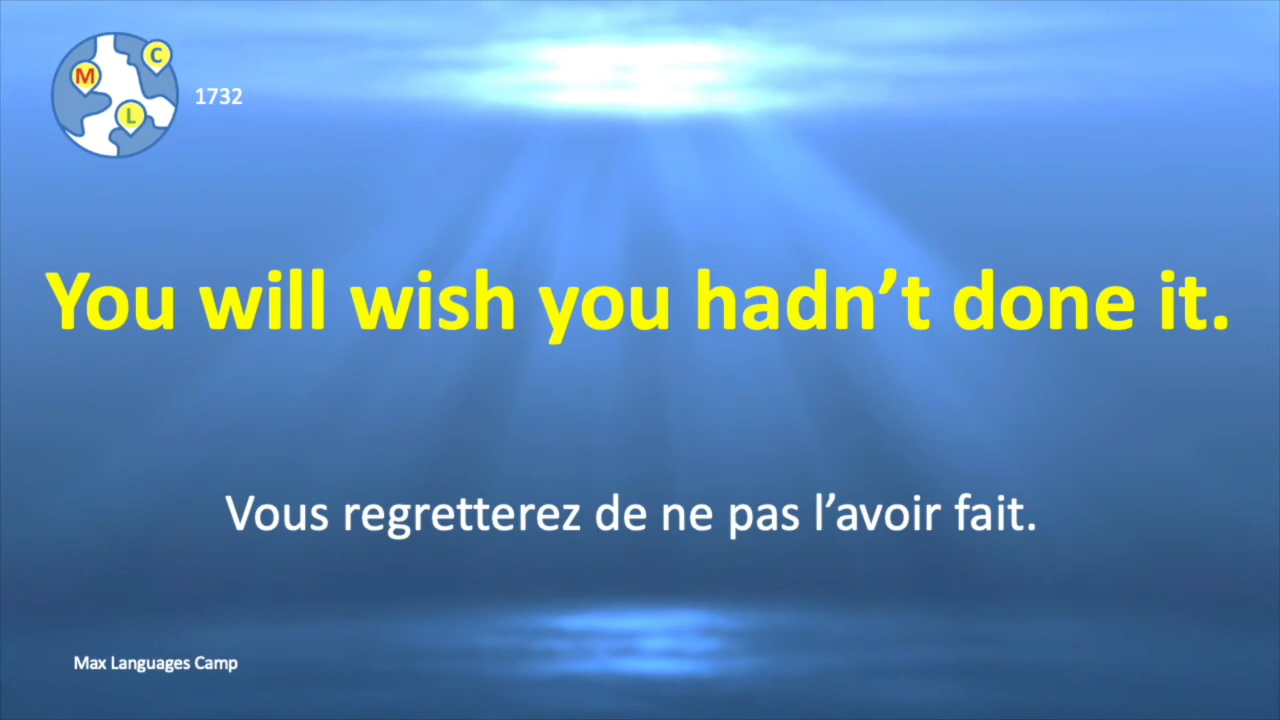 C
M
L
1732
You will wish you hadn’t done it.
Vous regretterez de ne pas l’avoir fait.
Max Languages Camp